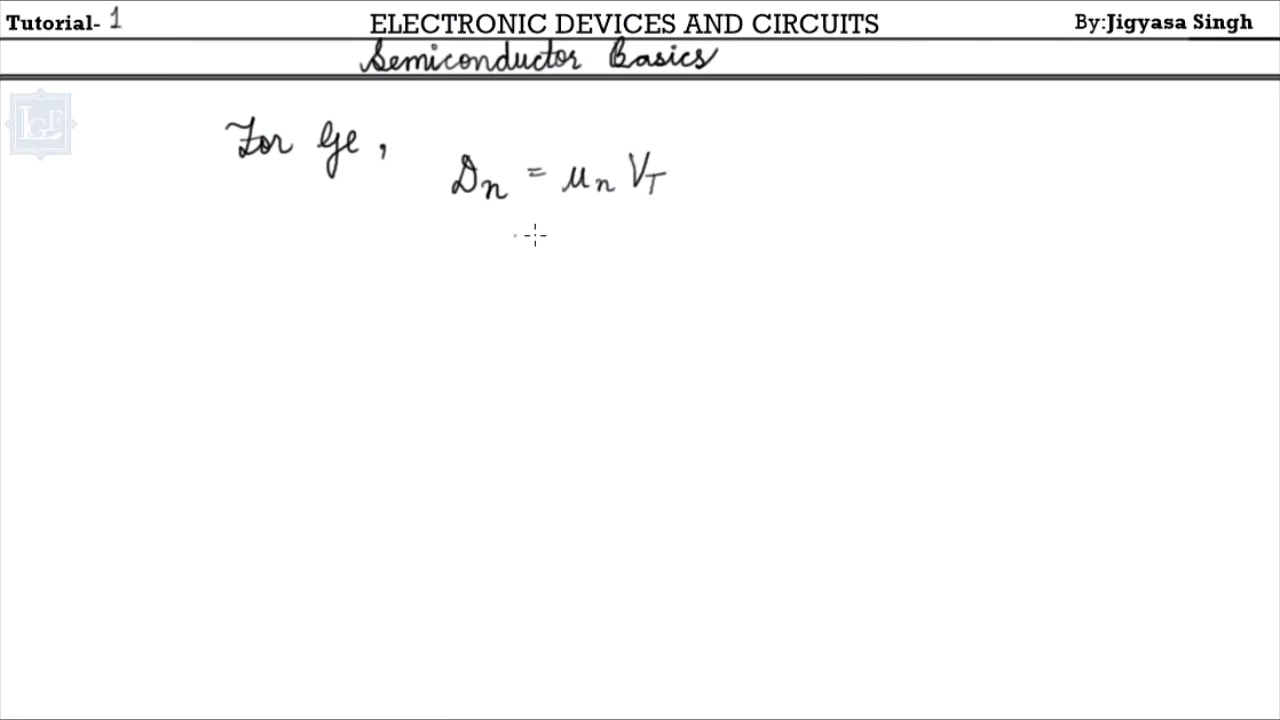 Tutorial- 1 ELECTRONIC DEVICES AND CIRCUITS By:Jigyasa Singh
Semiconductor Basics
For Ge,
Dn = μn VT